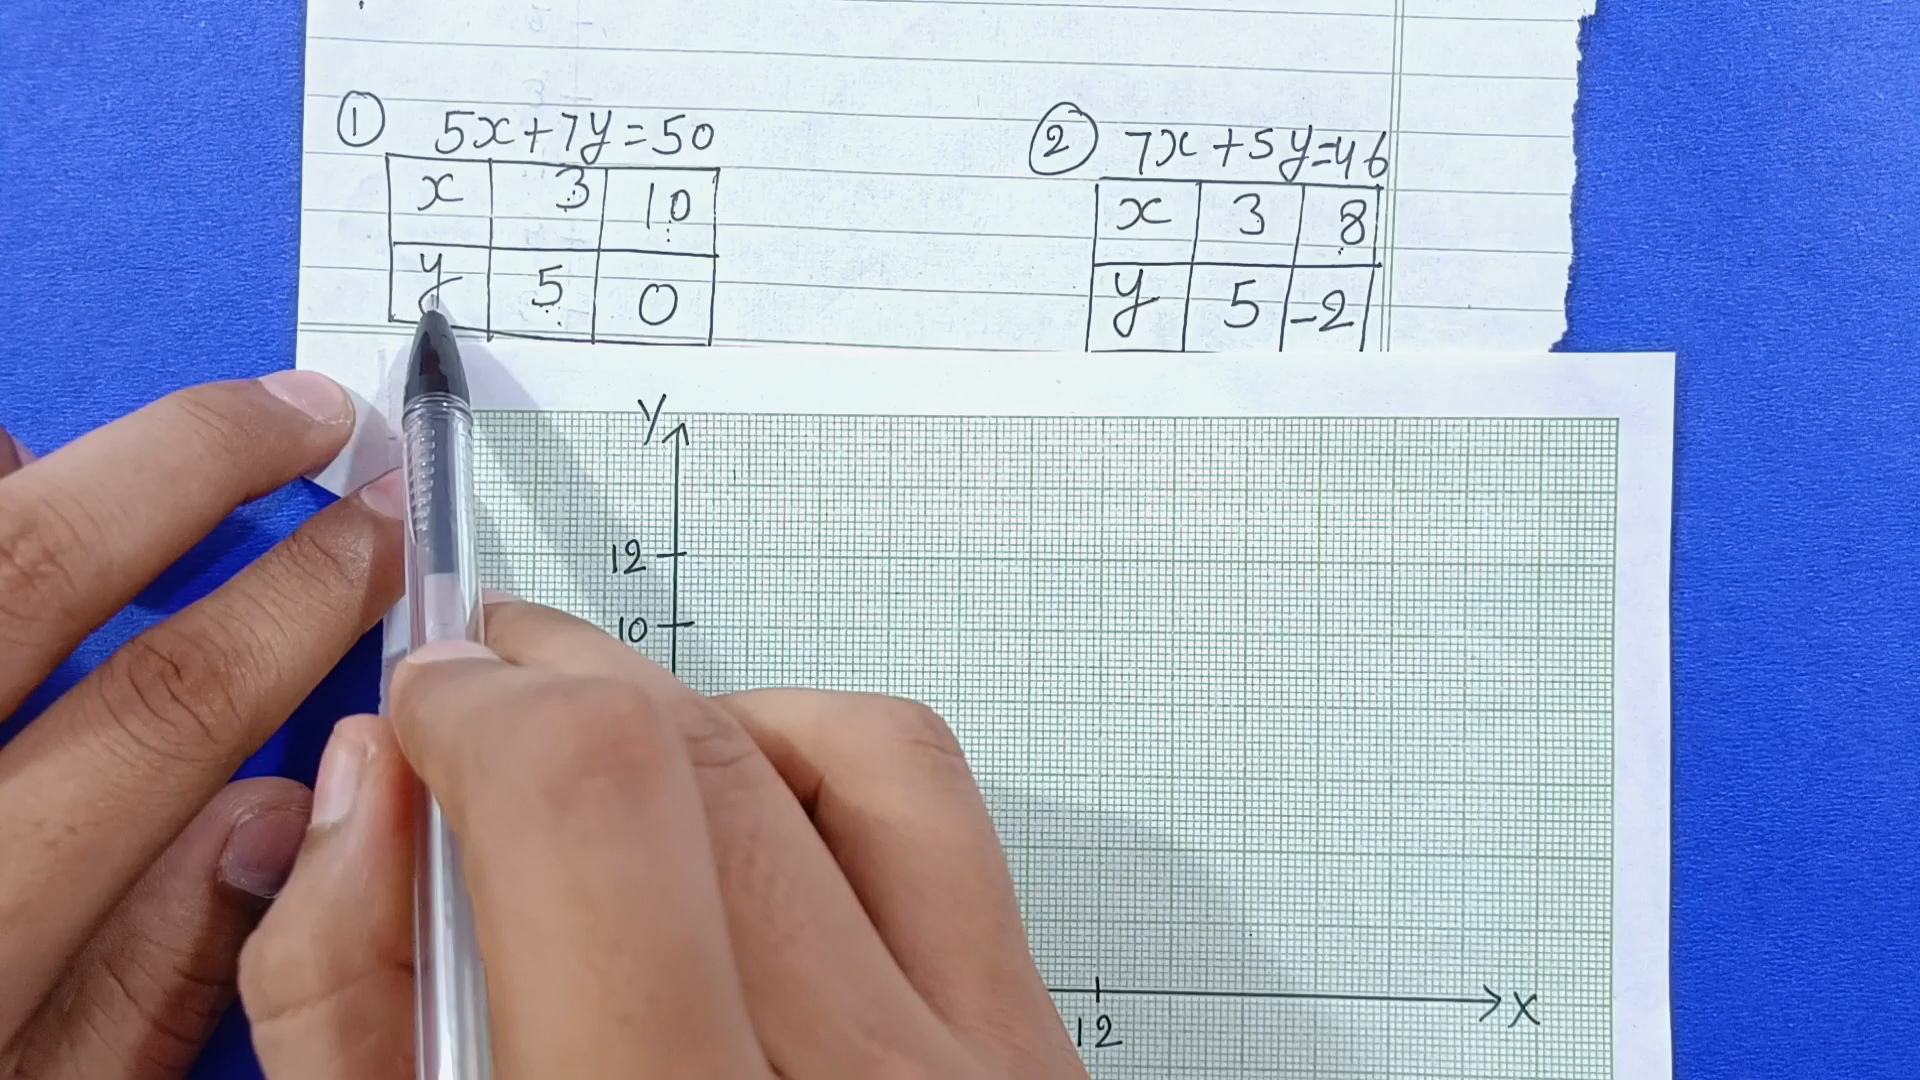 ① 5x+7y=50
x 3 10
y 5 0
② 7x+5y=46
x 3 8
y 5 -2
Y
12
10
X
12